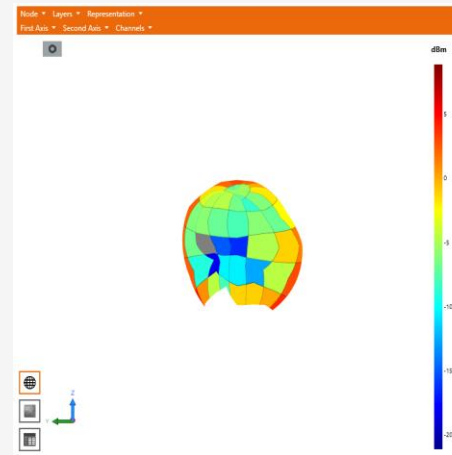 Node Layers Representation
First Axis Second Axis Channels
dBm
5
0
-5
-10
-15
-20
Z
Y